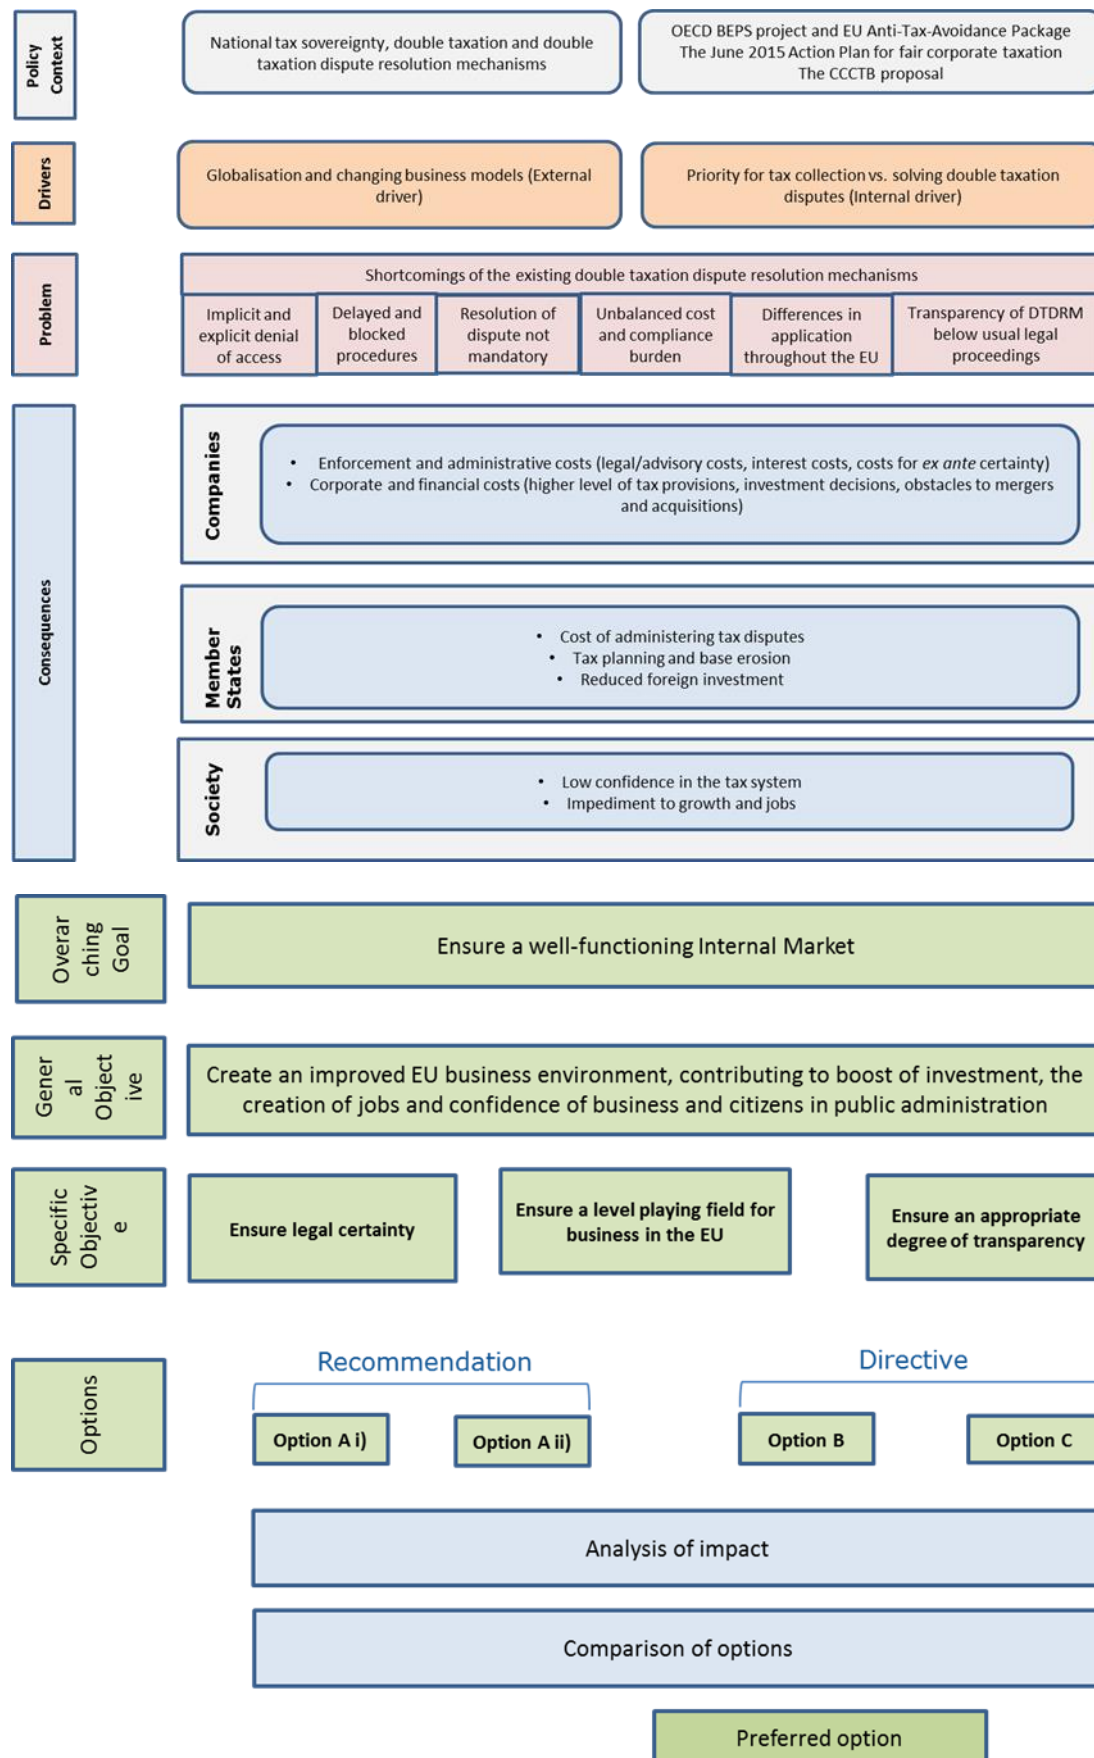 Policy
Context
National tax sovereignty, double taxation and double
taxation dispute resolution mechanisms
OECD BEPS project and EU Anti-Tax-Avoidance Package
The June 2015 Action Plan for fair corporate taxation
The CCCTB proposal
Drivers
Globalisation and changing business models (External
driver)
Priority for tax collection vs. solving double taxation
disputes (Internal driver)
Problem
Shortcomings of the existing double taxation dispute resolution mechanisms
Implicit and
explicit denial
of access
Delayed and
blocked
procedures
Resolution of
dispute not
mandatory
Unbalanced cost
and compliance
burden
Differences in
application
throughout the EU
Transparency of DTDRM
below usual legal
proceedings
Consequences
Companies
• Enforcement and administrative costs (legal/advisory costs, interest costs, costs for ex ante certainty)
• Corporate and financial costs (higher level of tax provisions, investment decisions, obstacles to mergers
and acquisitions)
Member
States
• Cost of administering tax disputes
• Tax planning and base erosion
• Reduced foreign investment
Society
• Low confidence in the tax system
• Impediment to growth and jobs
Overar
ching
Goal
Ensure a well-functioning Internal Market
Gener
al
Object
ive
Create an improved EU business environment, contributing to boost of investment, the
creation of jobs and confidence of business and citizens in public administration
Specific
Objectiv
e
Ensure legal certainty
Ensure a level playing field for
business in the EU
Ensure an appropriate
degree of transparency
Options
Recommendation
Directive
Option A i)
Option A ii)
Option B
Option C
Analysis of impact
Comparison of options
Preferred option